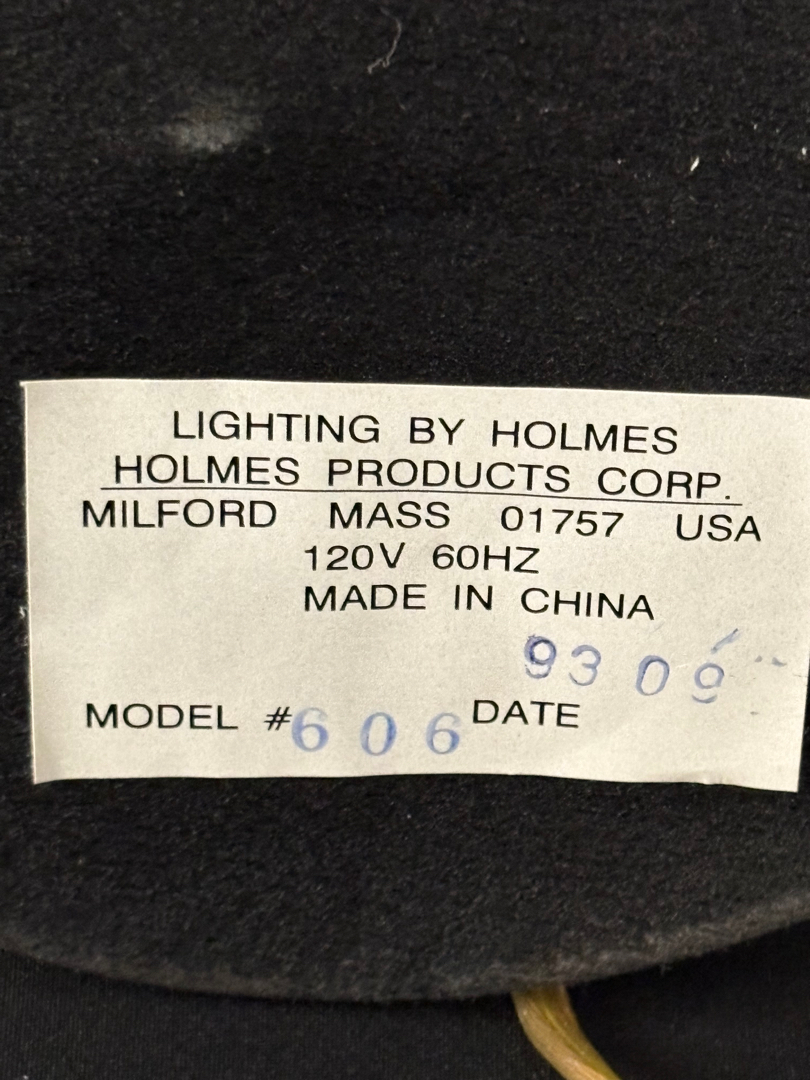 LIGHTING BY HOLMES
HOLMES PRODUCTS CORP.
MILFORD MASS 01757 USA
120V 60HZ
MADE IN CHINA
9309
MODEL #606 DATE